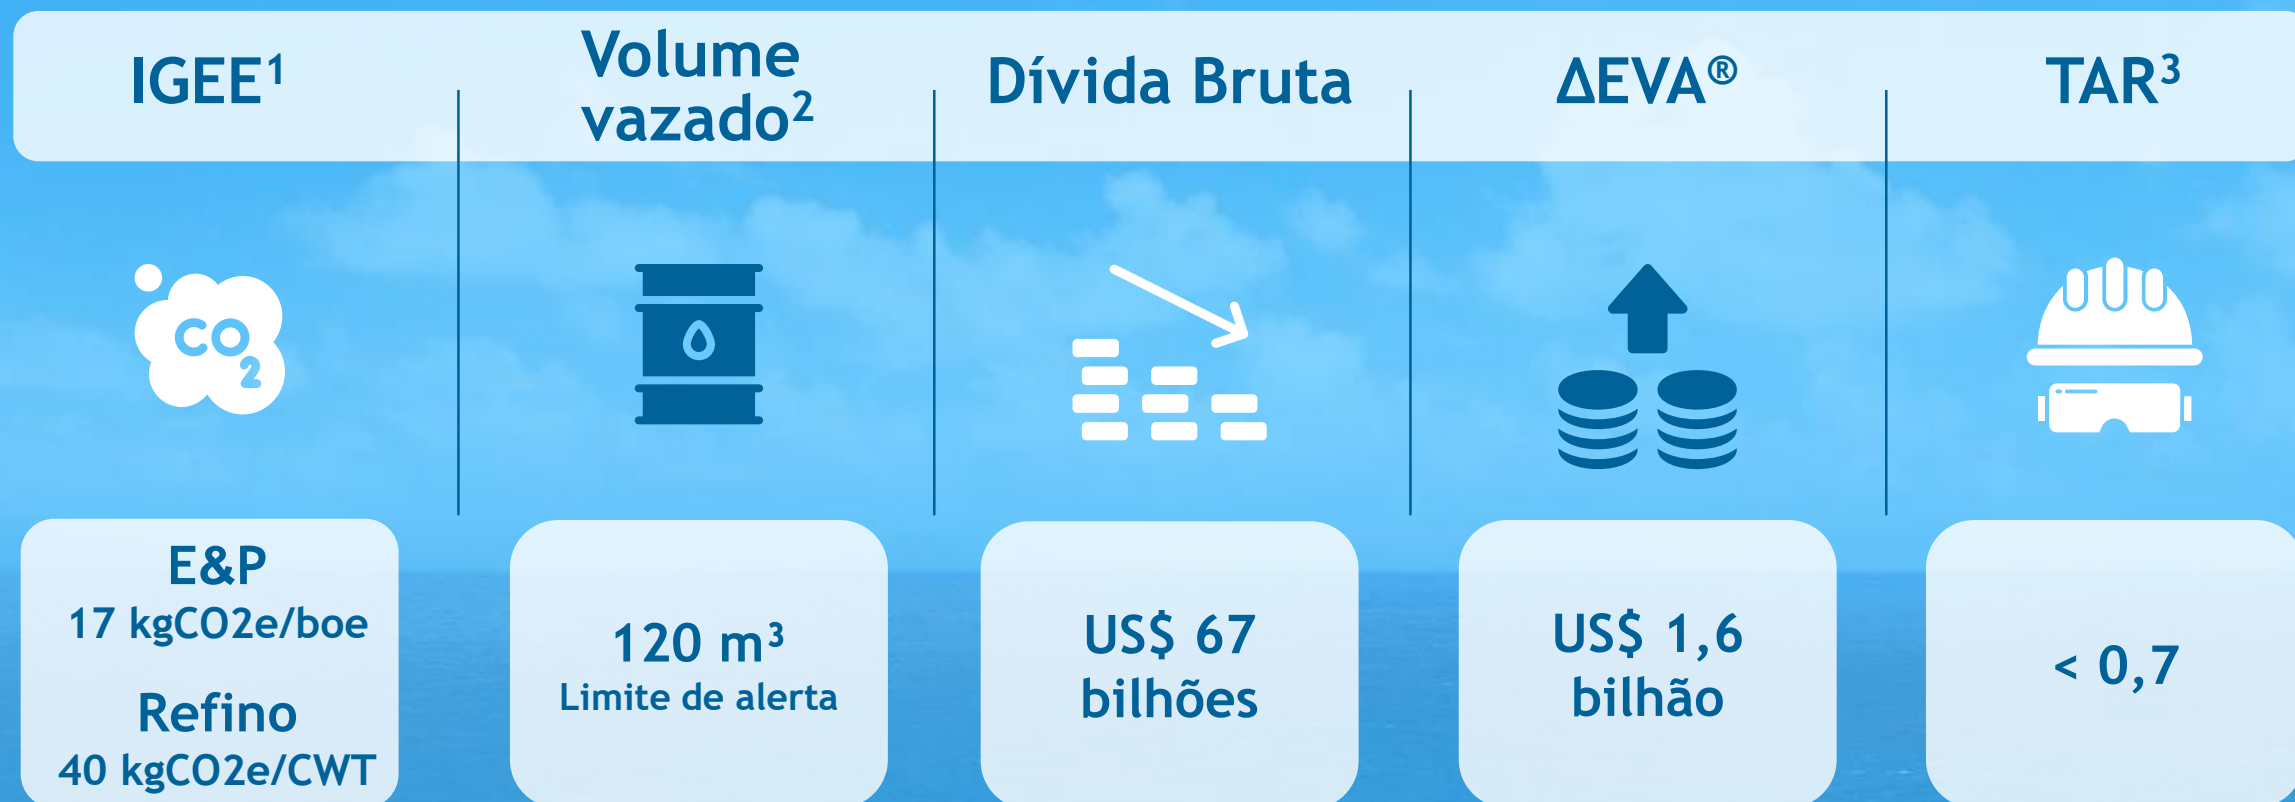 IGEE¹
Volume
vazado²
Dívida Bruta
ΔEVA®
TAR³
CO2
E&P
17 kgCO2e/boe
Refino
40 kgCO2e/CWT
120 m³
Limite de alerta
US$ 67
bilhões
US$ 1,6
bilhão
< 0,7